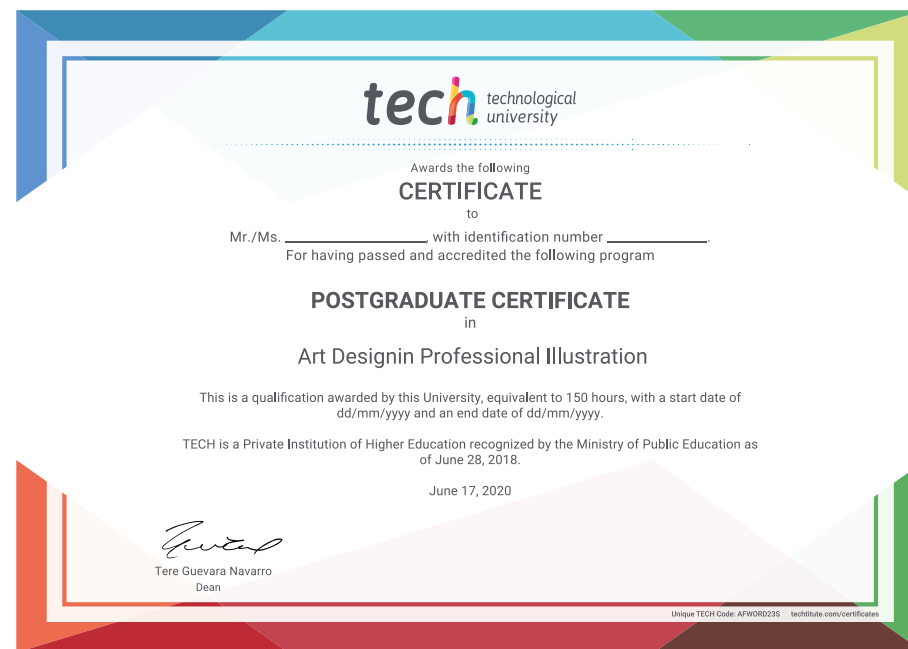 tech technological
university
Awards the following
CERTIFICATE
to
Mr./Ms. ____________, with identification number ____________.
For having passed and accredited the following program
POSTGRADUATE CERTIFICATE
in
Art Designin Professional Illustration
This is a qualification awarded by this University, equivalent to 150 hours, with a start date of
dd/mm/yyyy and an end date of dd/mm/yyyy.
TECH is a Private Institution of Higher Education recognized by the Ministry of Public Education as
of June 28, 2018.
June 17, 2020
Tere Guevara Navarro
Dean
Unique TECH Code: AFWORD23S techtitute.com/certificates